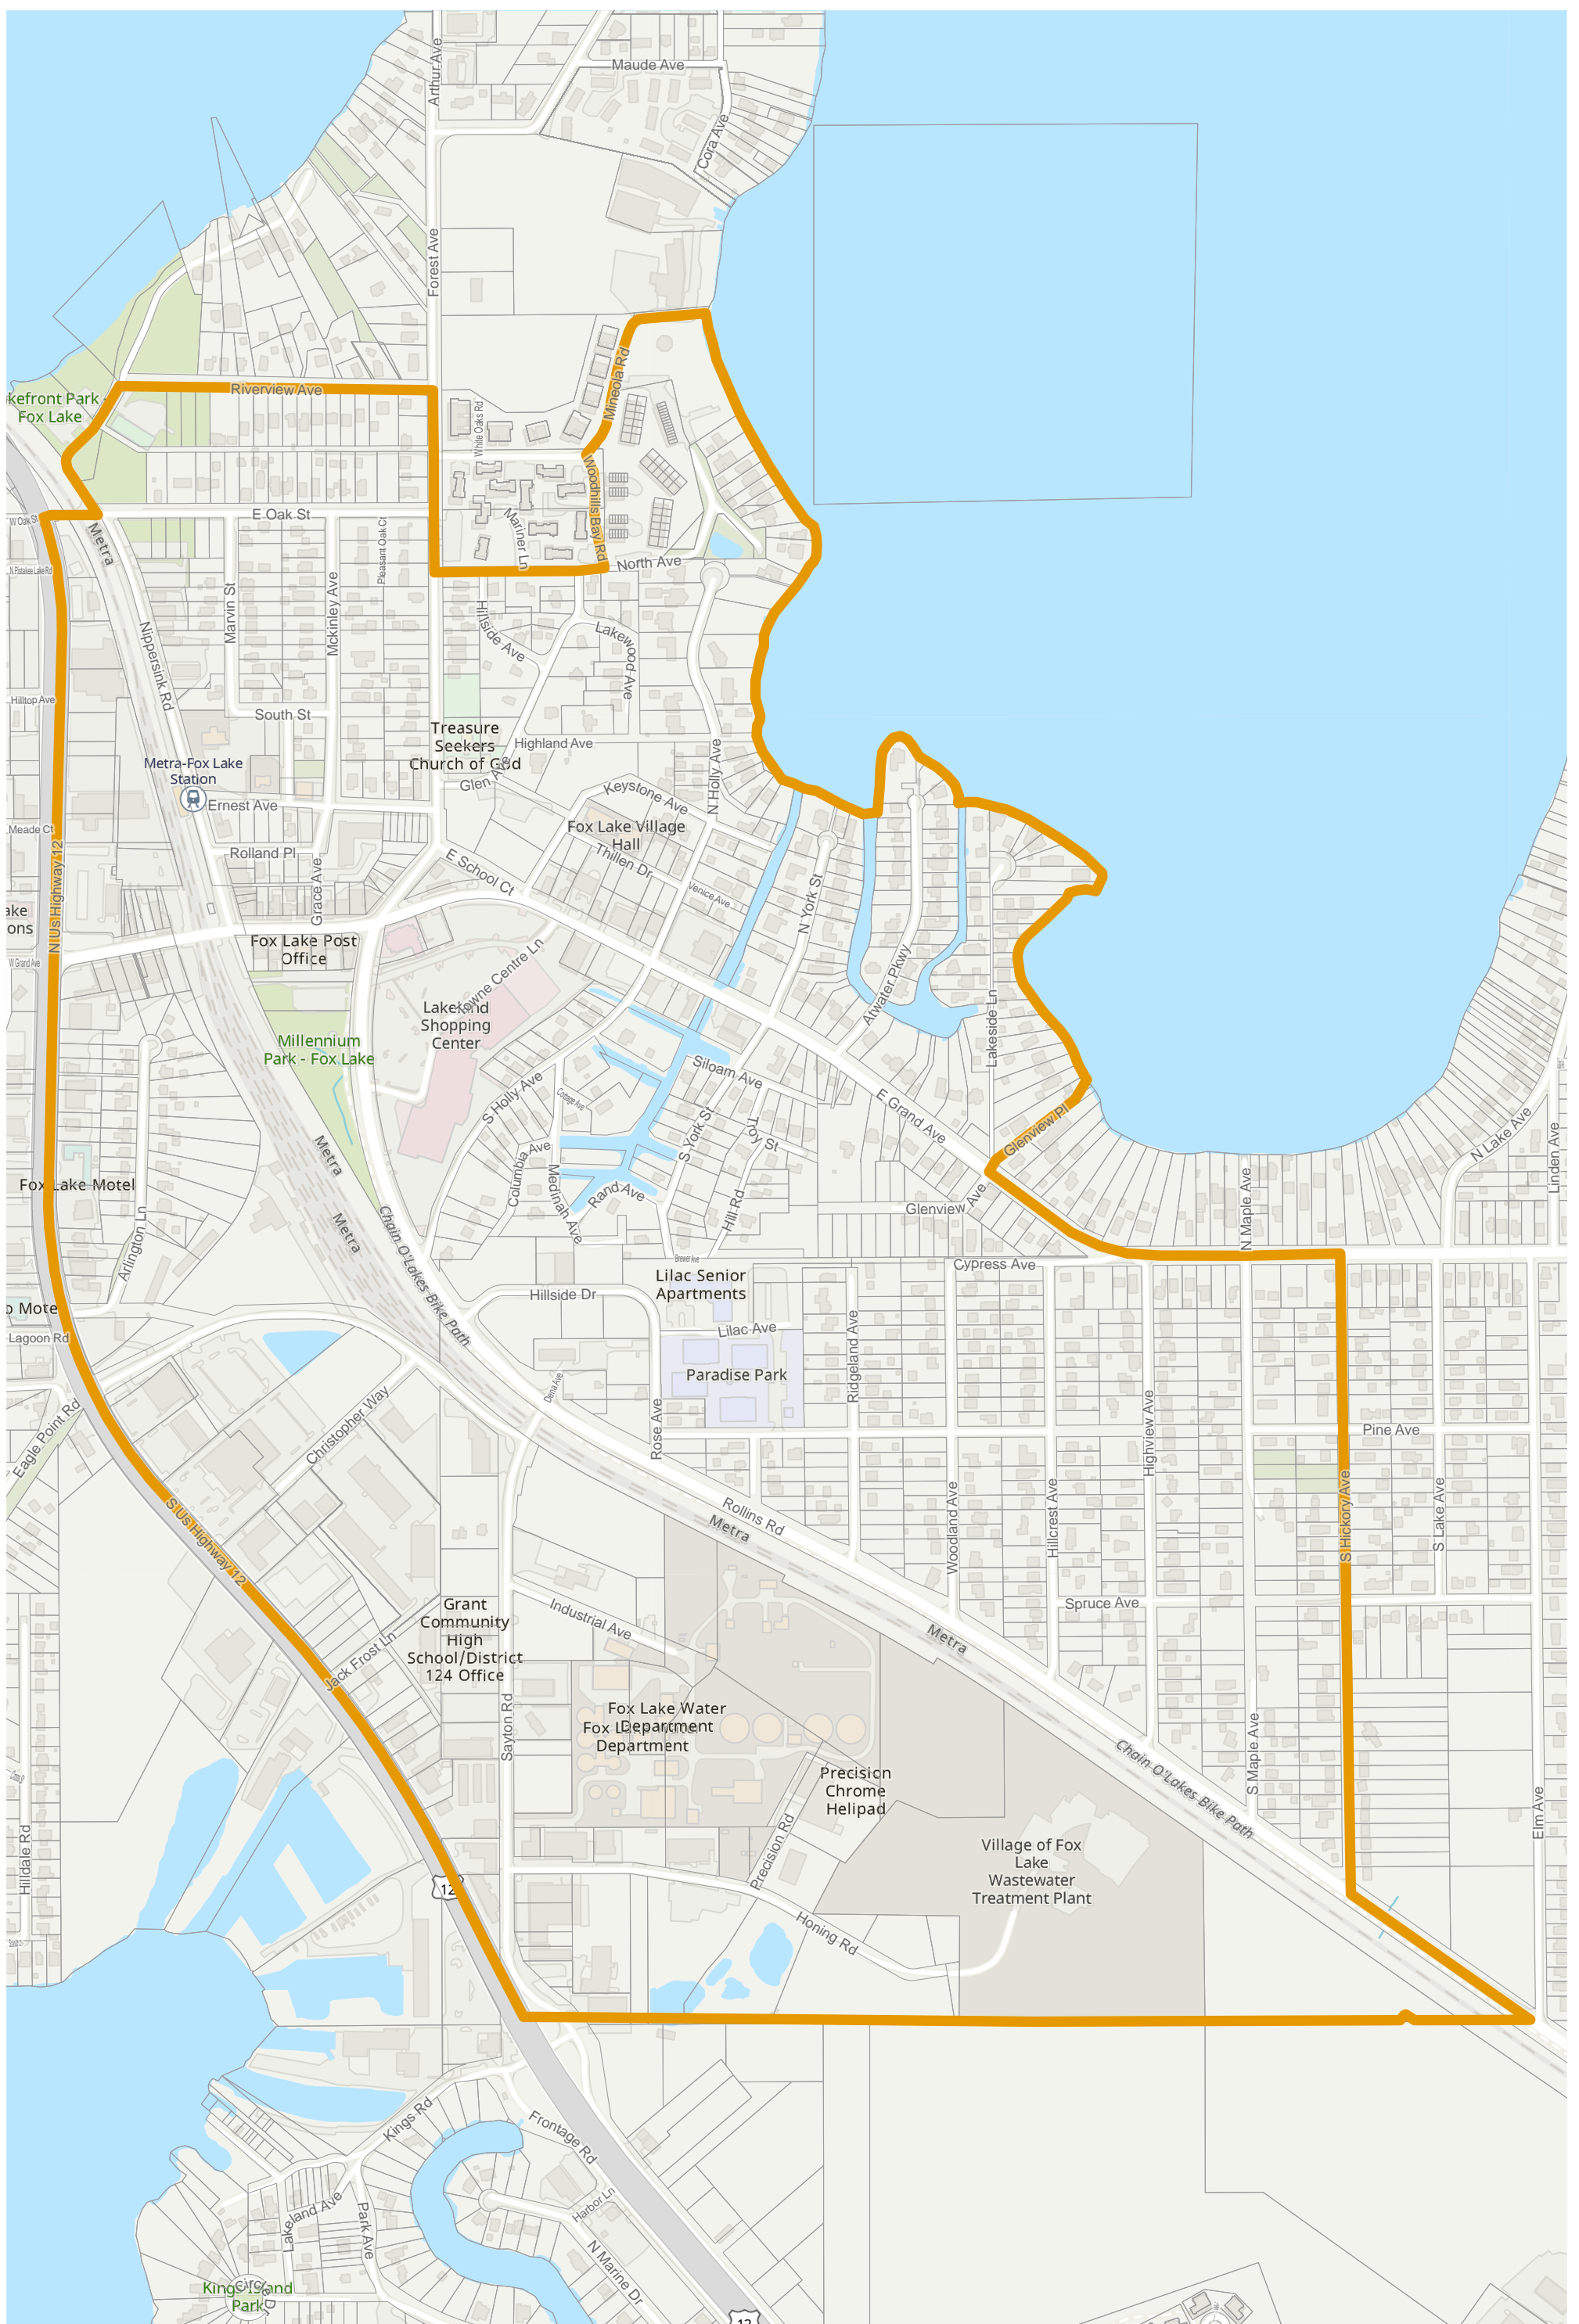 Maude Ave
Arthur Ave
Cora Ave
Forest Ave
Mineola Rd
Riverview Ave
kefront Park -
Fox Lake
White Oaks Rd
Woodhills Bay Rd
W Oak St
E Oak St
Mariner Ln
Pleasant Oak Ct
Metra
North Ave
Marvin St
Mckinley Ave
Hillside Ave
Lakewood Ave
Nippersink Rd
Hilltop Ave
South St
Treasure
Seekers
Church of God
Highland Ave
N Holly Ave
Metra-Fox Lake
Station
Glen Ave
Keystone Ave
Ernest Ave
Meade Ct
Fox Lake Village
Hall
Rolland Pl
E School Ct
Thillen Dr
Venice Ave
N York St
Grace Ave
N Us Highway 12
ake
ons
Fox Lake Post
Office
W Grand Ave
Towne Centre Ln
Atwater Pkwy
Lakeland
Shopping
Center
Lakeside Ln
Millennium
Park - Fox Lake
Siloam Ave
S Holly Ave
Cottage Ave
E Grand Ave
Glenview Pl
S York St
Troy St
N Lake Ave
Linden Ave
Metra
Columbia Ave
Medinah Ave
Rand Ave
Fox Lake Motel
Hill Rd
Glenview Ave
N Maple Ave
Metra
Chain O'Lakes Bike Path
Arlington Ln
Brewer Ave
Cypress Ave
Lilac Senior
Apartments
Hillside Dr
o Motel
Lagoon Rd
Lilac Ave
Ridgeland Ave
Paradise Park
Dena Ave
Eagle Point Rd
Christopher Way
Rose Ave
Highview Ave
Pine Ave
S Us Highway 12
Rollins Rd
Metra
Woodland Ave
Hillcrest Ave
S Hickory Ave
S Lake Ave
Grant
Community
High
School/District
124 Office
Industrial Ave
Spruce Ave
Jack Frost Ln
Metra
Sayton Rd
Fox Lake Water
Department
Department
S Maple Ave
Chain O'Lakes Bike Path
Precision
Chrome
Helipad
Elm Ave
Hilldale Rd
Precision Rd
Village of Fox
Lake
Wastewater
Treatment Plant
12
Honing Rd
Kings Rd
Frontage Rd
Lakeland Ave
Park Ave
Harbor Ln
N Marine Dr
Kings Island
Park
Circle Dr
12